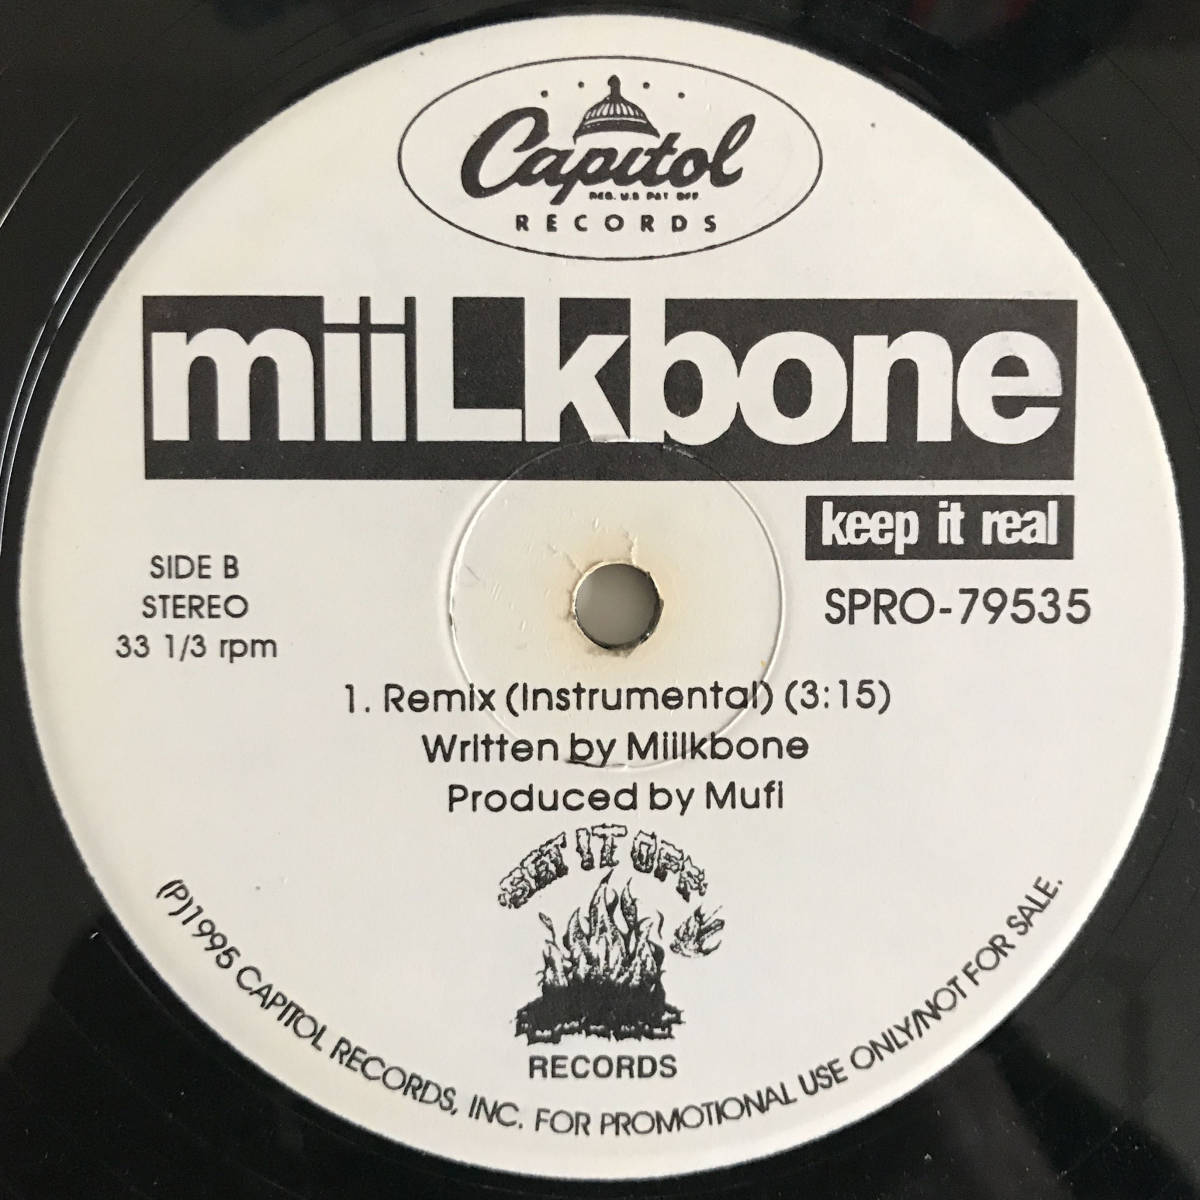 Capitol
REG. U.S. PAT. OFF.
RECORDS
miiLkbone
keep it real
SIDE B
STEREO
33 1/3 rpm
SPRO-79535
1. Remix (Instrumental) (3:15)
Written by Miilkbone
Produced by Mufi
SET IT OFF
RECORDS
(P)1995 CAPITOL RECORDS, INC. FOR PROMOTIONAL USE ONLY/NOT FOR SALE.